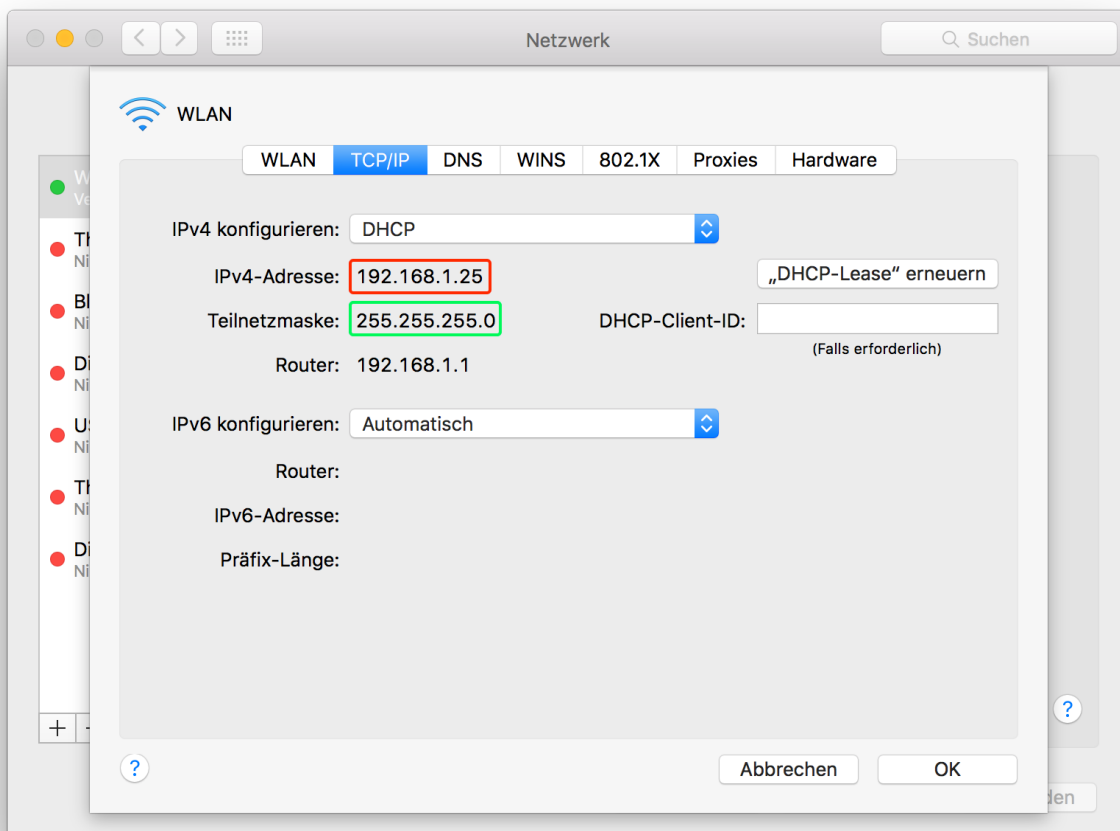 Netzwerk
Suchen
WLAN
WLAN TCP/IP DNS WINS 802.1X Proxies Hardware
IPv4 konfigurieren: DHCP
IPv4-Adresse: 192.168.1.25 „DHCP-Lease“ erneuern
Teilnetzmaske: 255.255.255.0 DHCP-Client-ID:
(Falls erforderlich)
Router: 192.168.1.1
IPv6 konfigurieren: Automatisch
Router:
IPv6-Adresse:
Präfix-Länge:
?
?
Abbrechen OK